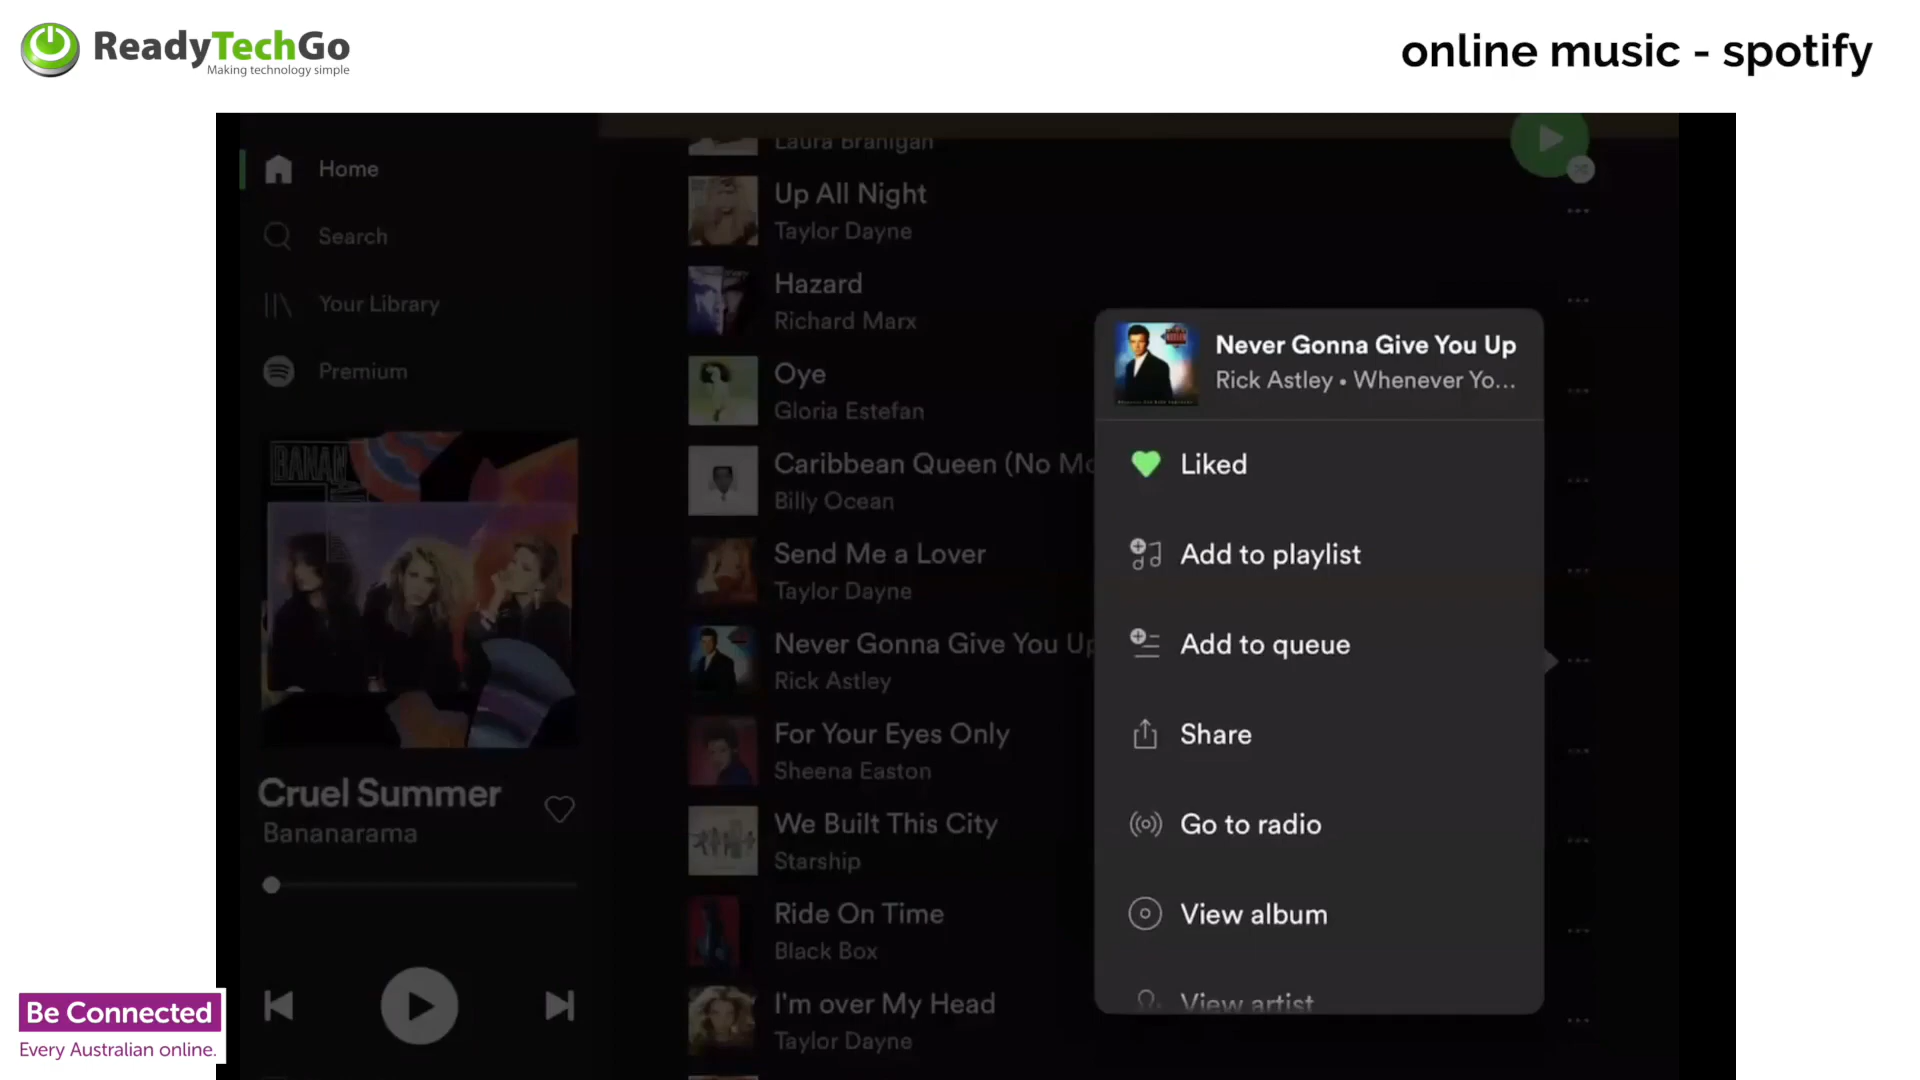 ReadyTechGo
Making technology simple
online music - spotify
Home
Search
Your Library
Premium
BANAN
Cruel Summer
Bananarama
Laura Branigan
Up All Night
Taylor Dayne
Hazard
Richard Marx
Oye
Gloria Estefan
Caribbean Queen (No Mo
Billy Ocean
Send Me a Lover
Taylor Dayne
Never Gonna Give You Up
Rick Astley
For Your Eyes Only
Sheena Easton
We Built This City
Starship
Ride On Time
Black Box
I'm over My Head
Taylor Dayne
Never Gonna Give You Up
Rick Astley • Whenever Yo...
Liked
Add to playlist
Add to queue
Share
Go to radio
View album
View artist
Be Connected
Every Australian online.